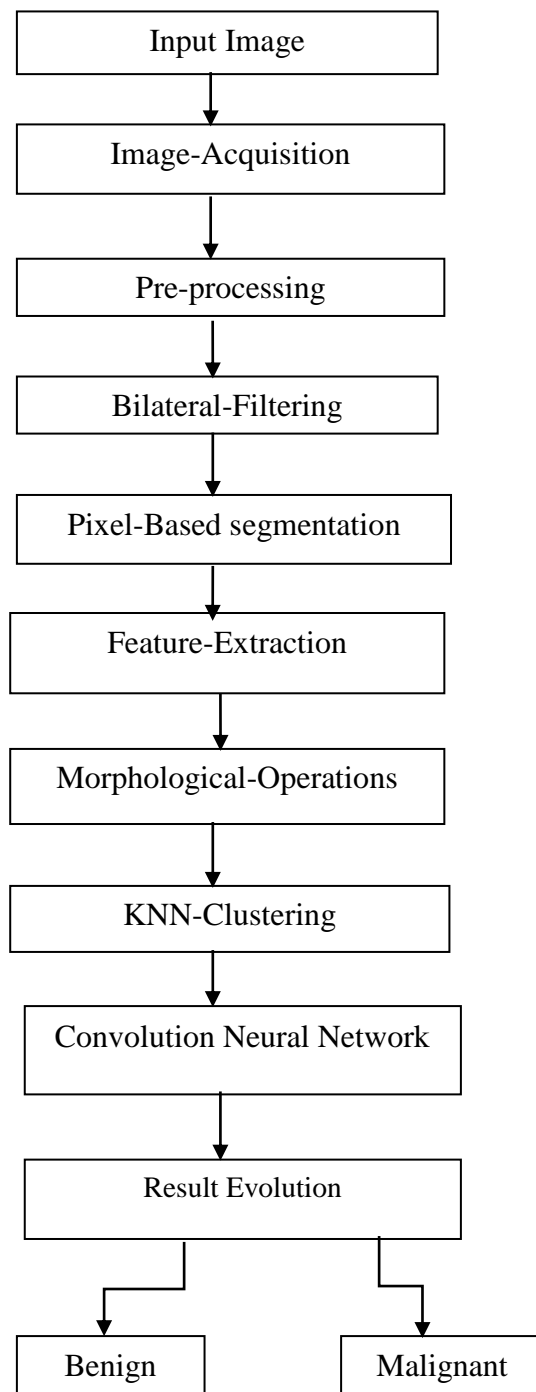 Input Image
Image-Acquisition
Pre-processing
Bilateral-Filtering
Pixel-Based segmentation
Feature-Extraction
Morphological-Operations
KNN-Clustering
Convolution Neural Network
Result Evolution
Benign
Malignant